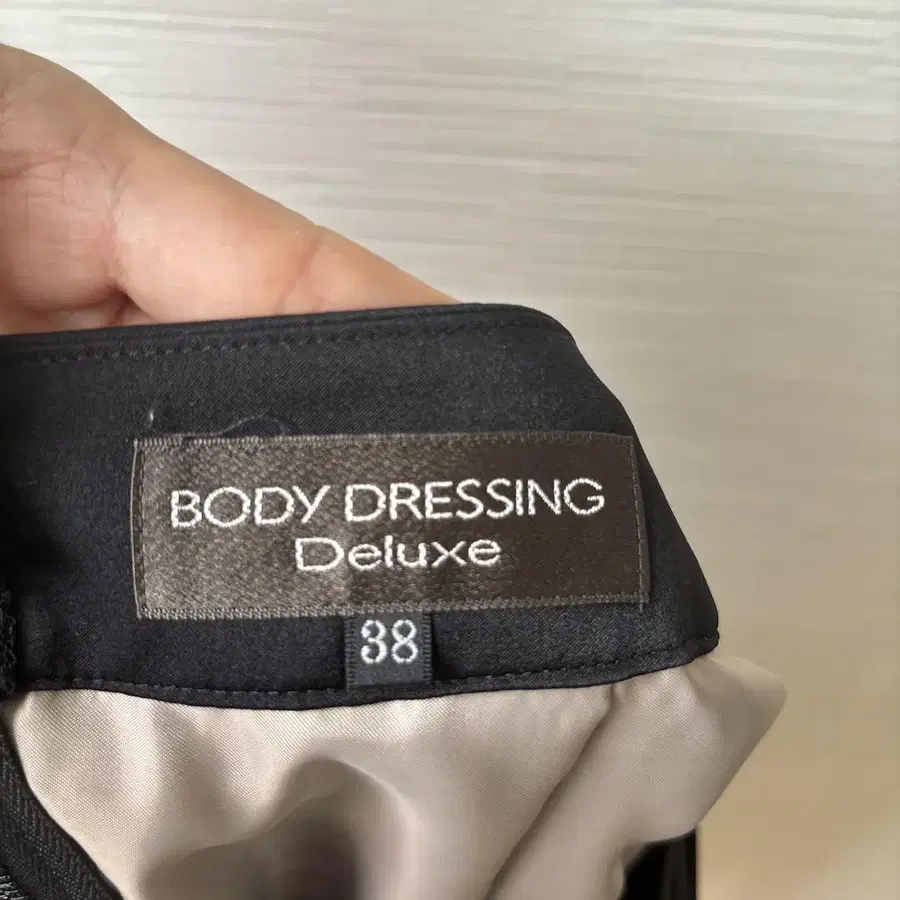 BODY DRESSING
Deluxe
38